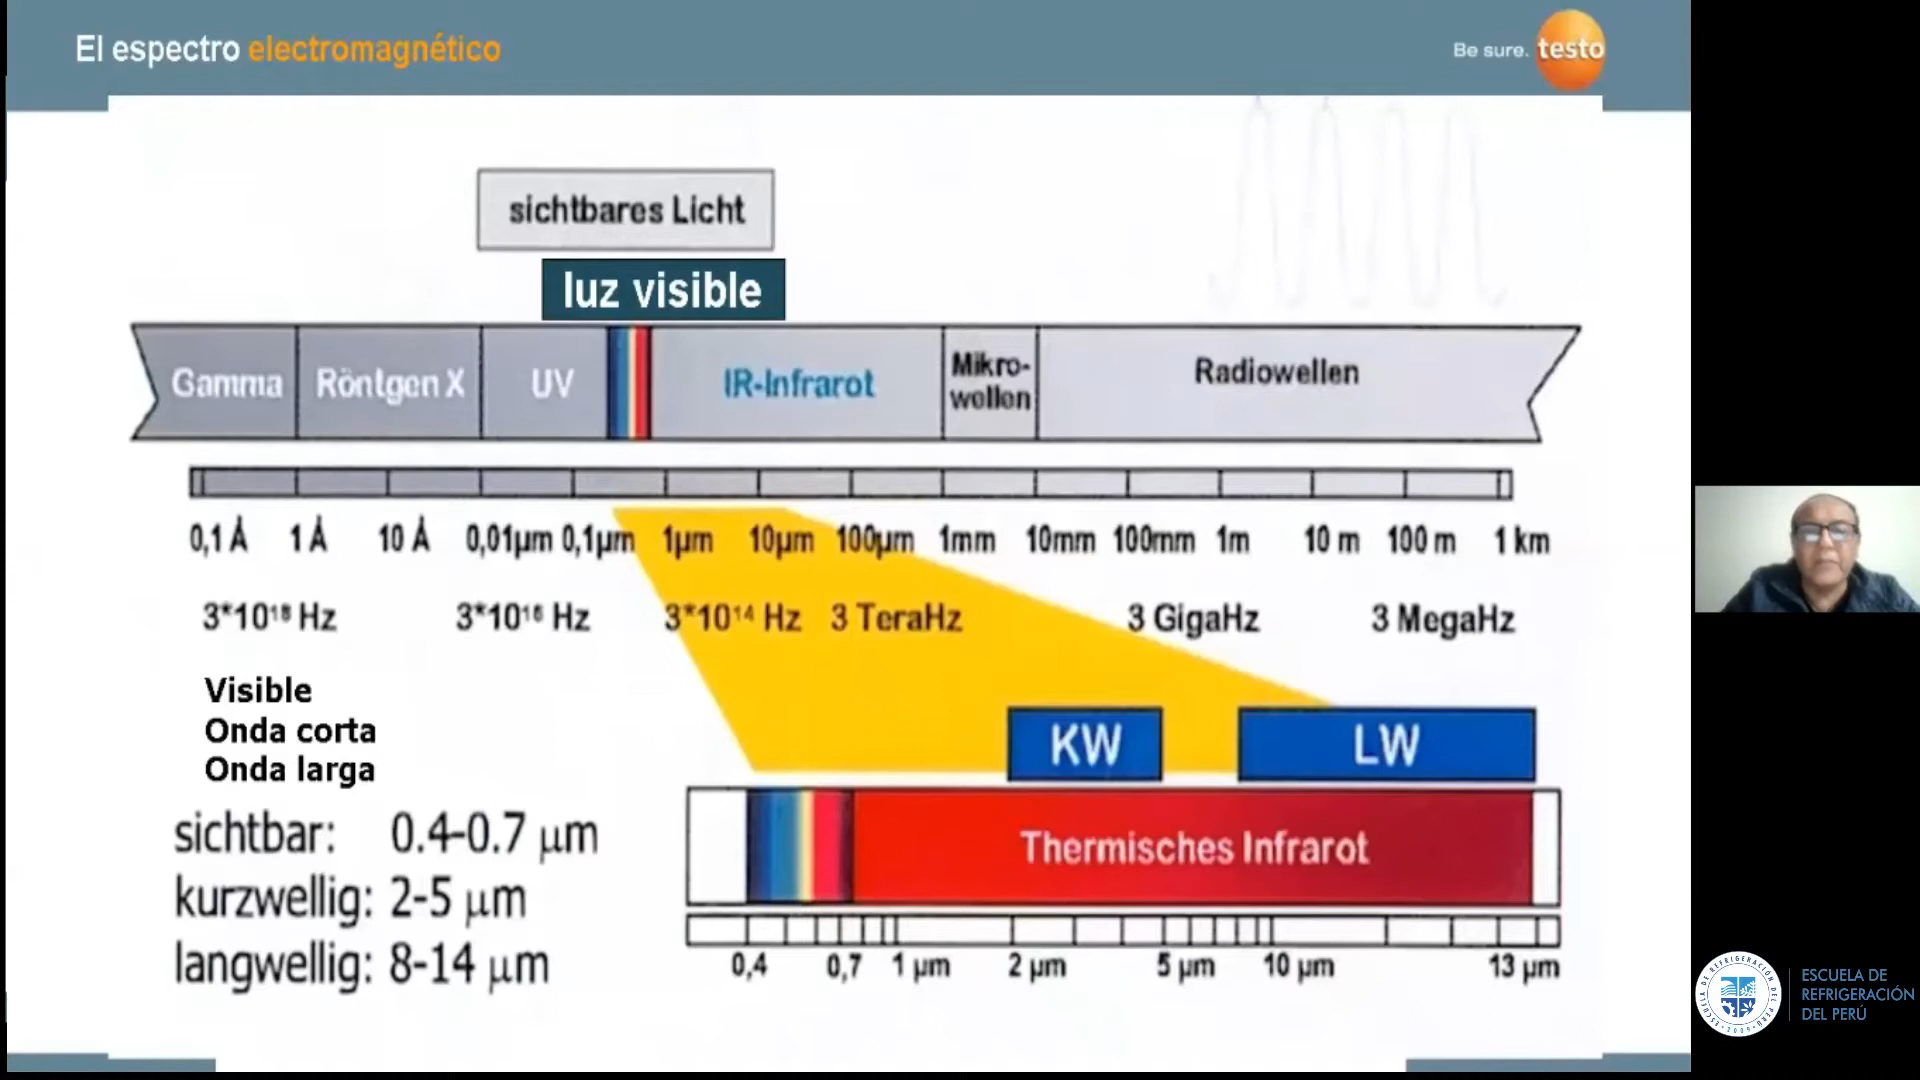 El espectro electromagnético
Be sure. testo
sichtbares Licht
luz visible
Gamma
Röntgen X
UV
IR-Infrarot
Mikro-
wellen
Radiowellen
0,1 Å
1 Å
10 Å
0,01µm
0,1µm
1µm
10µm
100µm
1mm
10mm
100mm
1m
10 m
100 m
1 km
3*10¹⁸ Hz
3*10¹⁶ Hz
3*10¹⁴ Hz
3 TeraHz
3 GigaHz
3 MegaHz
Visible
Onda corta
Onda larga
KW
LW
sichtbar: 0.4-0.7 µm
kurzwellig: 2-5 µm
langwellig: 8-14 µm
Thermisches Infrarot
0,4
0,7
1 µm
2 µm
5 µm
10 µm
13 µm
ESCUELA DE
REFRIGERACIÓN
DEL PERÚ